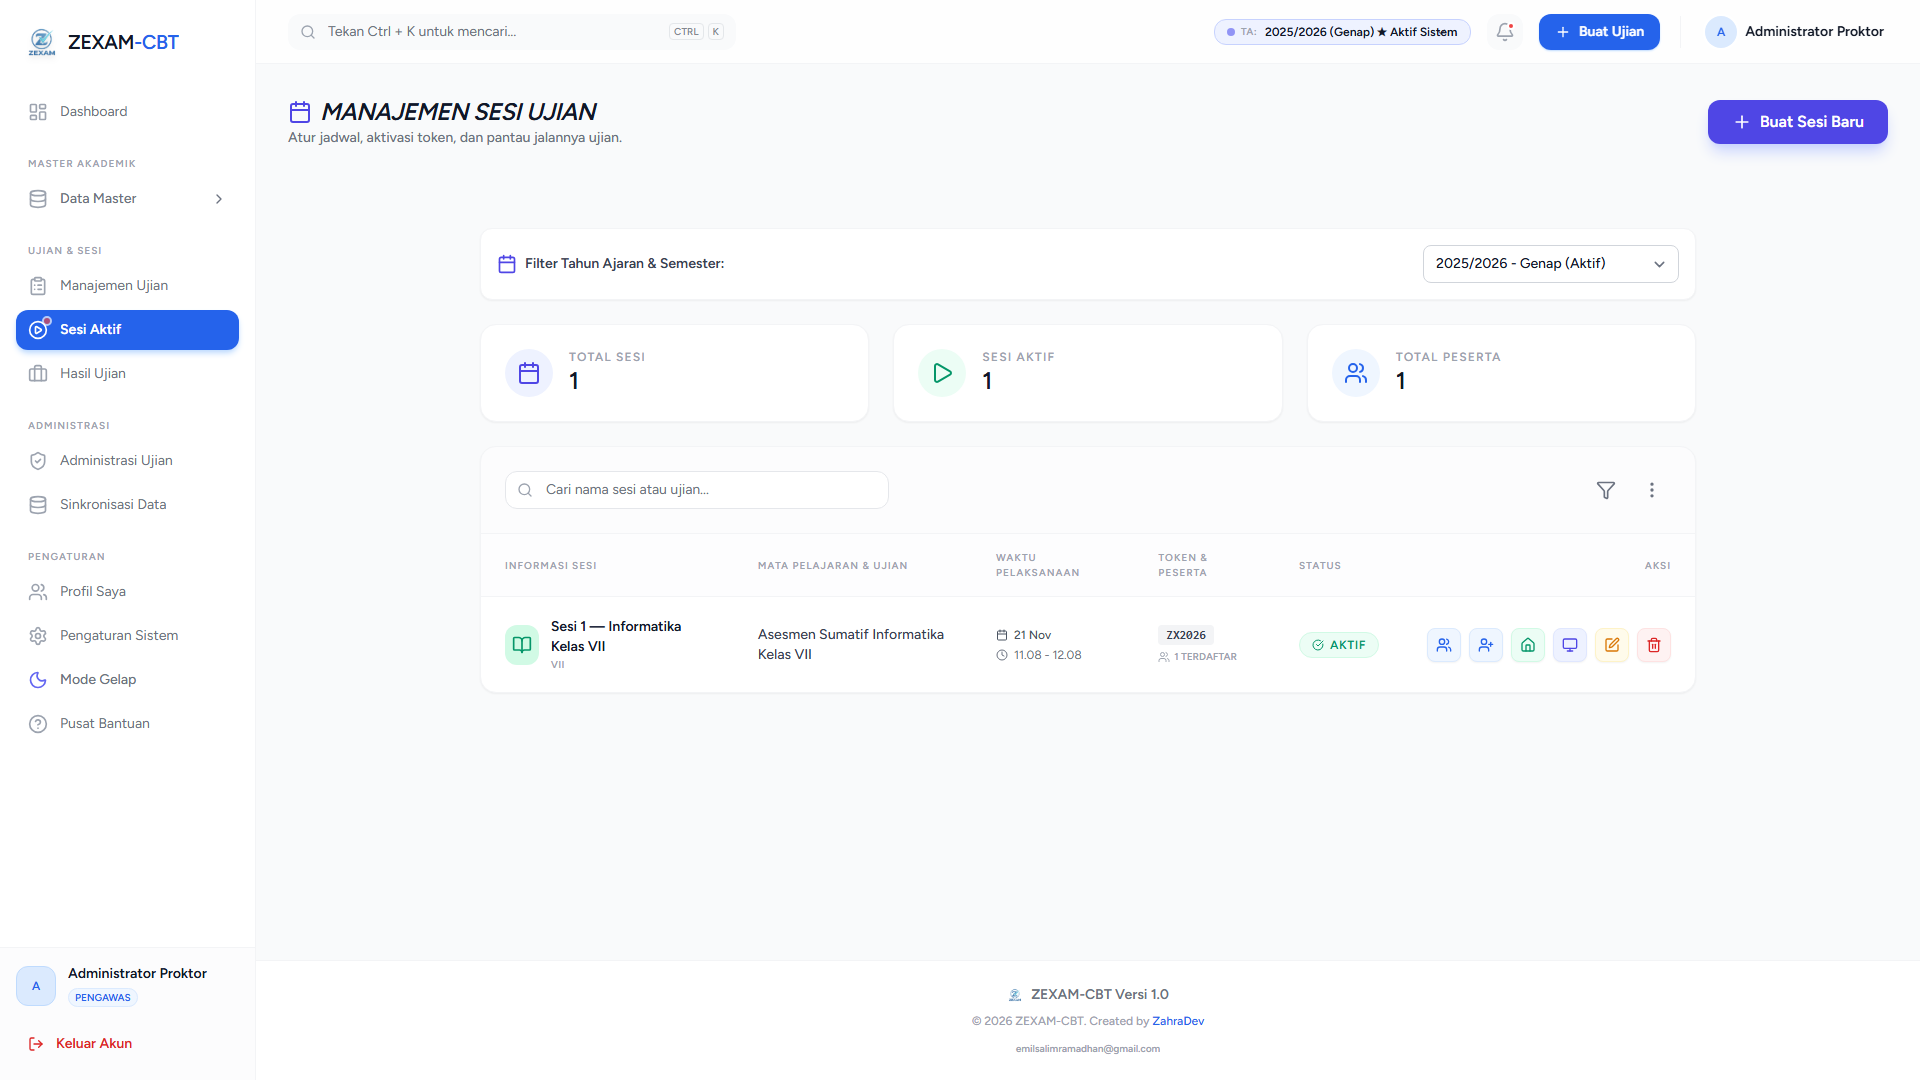 ZEXAM
ZEXAM-CBT
Tekan Ctrl + K untuk mencari...
CTRL
K
TA: 2025/2026 (Genap) ★ Aktif Sistem
Buat Ujian
A
Administrator Proktor
Dashboard
MASTER AKADEMIK
Data Master
UJIAN & SESI
Manajemen Ujian
Sesi Aktif
Hasil Ujian
ADMINISTRASI
Administrasi Ujian
Sinkronisasi Data
PENGATURAN
Profil Saya
Pengaturan Sistem
Mode Gelap
Pusat Bantuan
A
Administrator Proktor
PENGAWAS
Keluar Akun
MANAJEMEN SESI UJIAN
Atur jadwal, aktivasi token, dan pantau jalannya ujian.
Buat Sesi Baru
Filter Tahun Ajaran & Semester:
2025/2026 - Genap (Aktif)
TOTAL SESI
1
SESI AKTIF
1
TOTAL PESERTA
1
Cari nama sesi atau ujian...
INFORMASI SESI
MATA PELAJARAN & UJIAN
WAKTU
PELAKSANAAN
TOKEN &
PESERTA
STATUS
AKSI
Sesi 1 — Informatika
Kelas VII
VII
Asesmen Sumatif Informatika
Kelas VII
21 Nov
11.08 - 12.08
ZX2026
1 TERDAFTAR
AKTIF
ZEXAM-CBT Versi 1.0
© 2026 ZEXAM-CBT. Created by ZahraDev
emilsalimramadhan@gmail.com